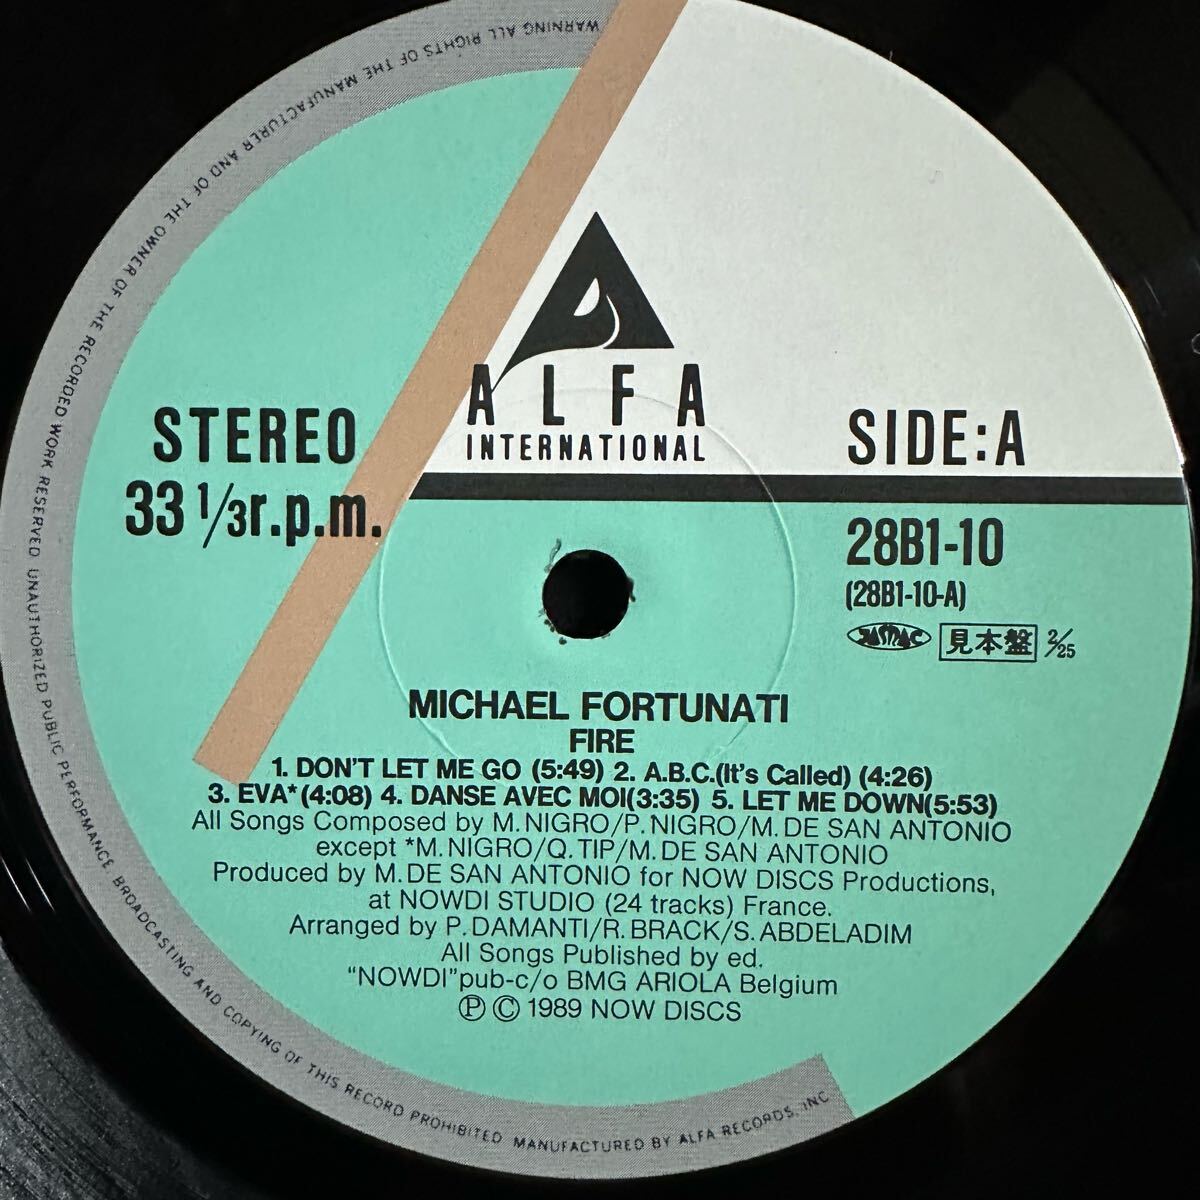 WARNING ALL RIGHTS OF THE MANUFACTURER AND OF THE OWNER OF THE RECORDED WORK RESERVED UNAUTHORIZED PUBLIC PERFORMANCE BROADCASTING AND COPYING OF THIS RECORD PROHIBITED MANUFACTURED BY ALFA RECORDS, INC
ALFA
INTERNATIONAL
STEREO
33 1/3 r.p.m.
SIDE:A
28B1-10
(28B1-10-A)
JASRAC 見本盤 2/25
MICHAEL FORTUNATI
FIRE
1. DON'T LET ME GO (5:49) 2. A.B.C.(It's Called) (4:26)
3. EVA* (4:08) 4. DANSE AVEC MOI(3:35) 5. LET ME DOWN(5:53)
All Songs Composed by M. NIGRO/P. NIGRO/M. DE SAN ANTONIO
except *M. NIGRO/Q. TIP/M. DE SAN ANTONIO
Produced by M. DE SAN ANTONIO for NOW DISCS Productions,
at NOWDI STUDIO (24 tracks) France.
Arranged by P. DAMANTI/R. BRACK/S. ABDELADIM
All Songs Published by ed.
"NOWDI"pub-c/o BMG ARIOLA Belgium
Ⓟ © 1989 NOW DISCS